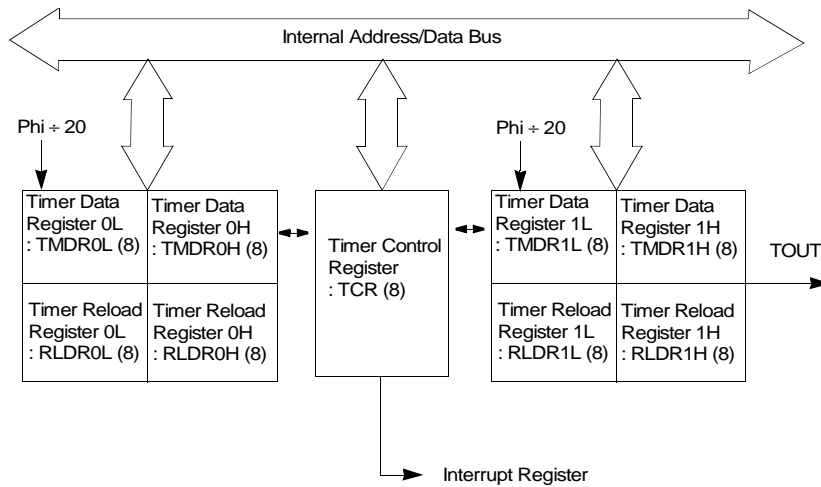 Internal Address/Data Bus
Phi ÷ 20
Phi ÷ 20
Timer Data
Register 0L
: TMDR0L (8)
Timer Data
Register 0H
: TMDR0H (8)
Timer Reload
Register 0L
: RLDR0L (8)
Timer Reload
Register 0H
: RLDR0H (8)
Timer Control
Register
: TCR (8)
Timer Data
Register 1L
: TMDR1L (8)
Timer Data
Register 1H
: TMDR1H (8)
Timer Reload
Register 1L
: RLDR1L (8)
Timer Reload
Register 1H
: RLDR1H (8)
TOUT
Interrupt Register